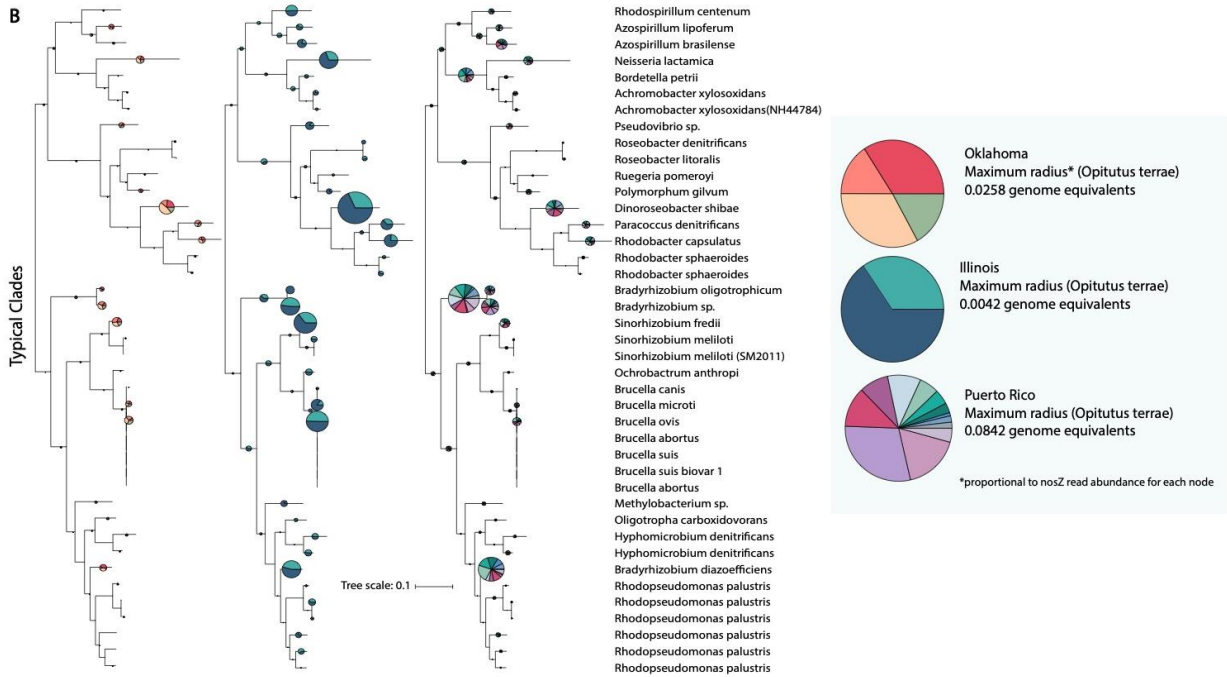 B
Typical Clades
Rhodospirillum centenum
Azospirillum lipoferum
Azospirillum brasilense
Neisseria lactamica
Bordetella petrii
Achromobacter xylosoxidans
Achromobacter xylosoxidans(NH44784)
Pseudovibrio sp.
Roseobacter denitrificans
Roseobacter litoralis
Ruegeria pomeroyi
Polymorphum gilvum
Dinoroseobacter shibae
Paracoccus denitrificans
Rhodobacter capsulatus
Rhodobacter sphaeroides
Rhodobacter sphaeroides
Bradyrhizobium oligotrophicum
Bradyrhizobium sp.
Sinorhizobium fredii
Sinorhizobium meliloti
Sinorhizobium meliloti (SM2011)
Ochrobactrum anthropi
Brucella canis
Brucella microti
Brucella ovis
Brucella abortus
Brucella suis
Brucella suis biovar 1
Brucella abortus
Methylobacterium sp.
Oligotropha carboxidovorans
Hyphomicrobium denitrificans
Hyphomicrobium denitrificans
Bradyrhizobium diazoefficiens
Rhodopseudomonas palustris
Rhodopseudomonas palustris
Rhodopseudomonas palustris
Rhodopseudomonas palustris
Rhodopseudomonas palustris
Rhodopseudomonas palustris
Tree scale: 0.1
Oklahoma
Maximum radius* (Opitutus terrae)
0.0258 genome equivalents
Illinois
Maximum radius (Opitutus terrae)
0.0042 genome equivalents
Puerto Rico
Maximum radius (Opitutus terrae)
0.0842 genome equivalents
*proportional to nosZ read abundance for each node